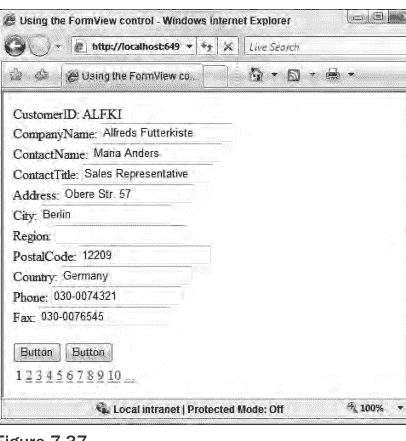 Using the FormView control - Windows Internet Explorer
http://localhost:649
Live Search
Using the FormView co...
CustomerID: ALFKI
CompanyName: Alfreds Futterkiste
ContactName: Maria Anders
ContactTitle: Sales Representative
Address: Obere Str. 57
City: Berlin
Region:
PostalCode: 12209
Country: Germany
Phone: 030-0074321
Fax: 030-0076545
Button Button
1 2 3 4 5 6 7 8 9 10 ...
Local intranet | Protected Mode: Off 100%
Figure 7-27